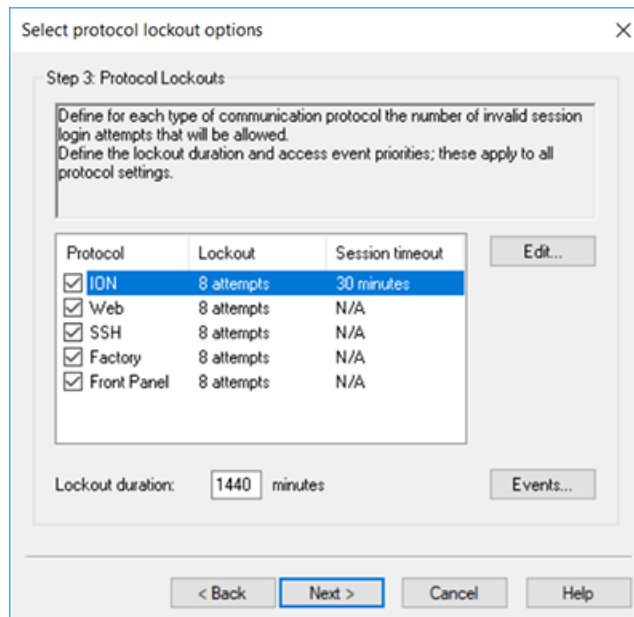 Select protocol lockout options
Step 3: Protocol Lockouts
Define for each type of communication protocol the number of invalid session
login attempts that will be allowed.
Define the lockout duration and access event priorities; these apply to all
protocol settings.
Protocol Lockout Session timeout
ION 8 attempts 30 minutes
Web 8 attempts N/A
SSH 8 attempts N/A
Factory 8 attempts N/A
Front Panel 8 attempts N/A
Edit...
Lockout duration: 1440 minutes
Events...
< Back Next > Cancel Help